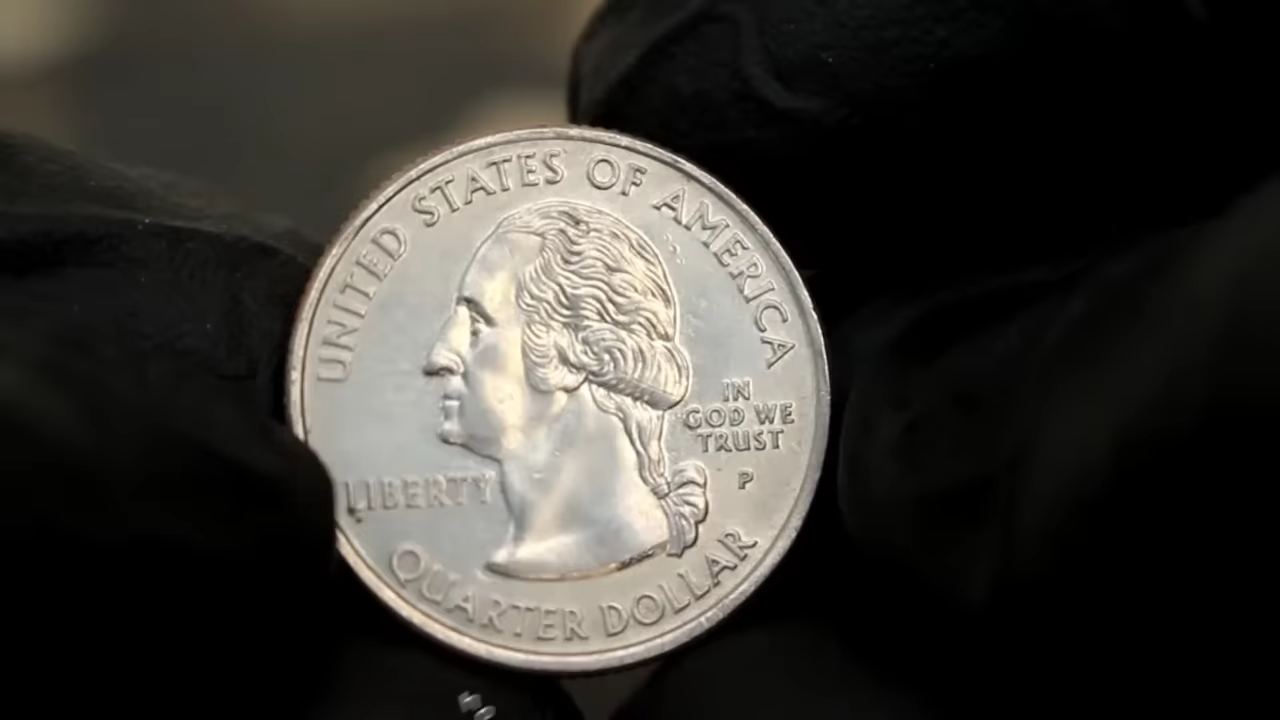 UNITED STATES OF AMERICA
LIBERTY
IN
GOD WE
TRUST
P
QUARTER DOLLAR